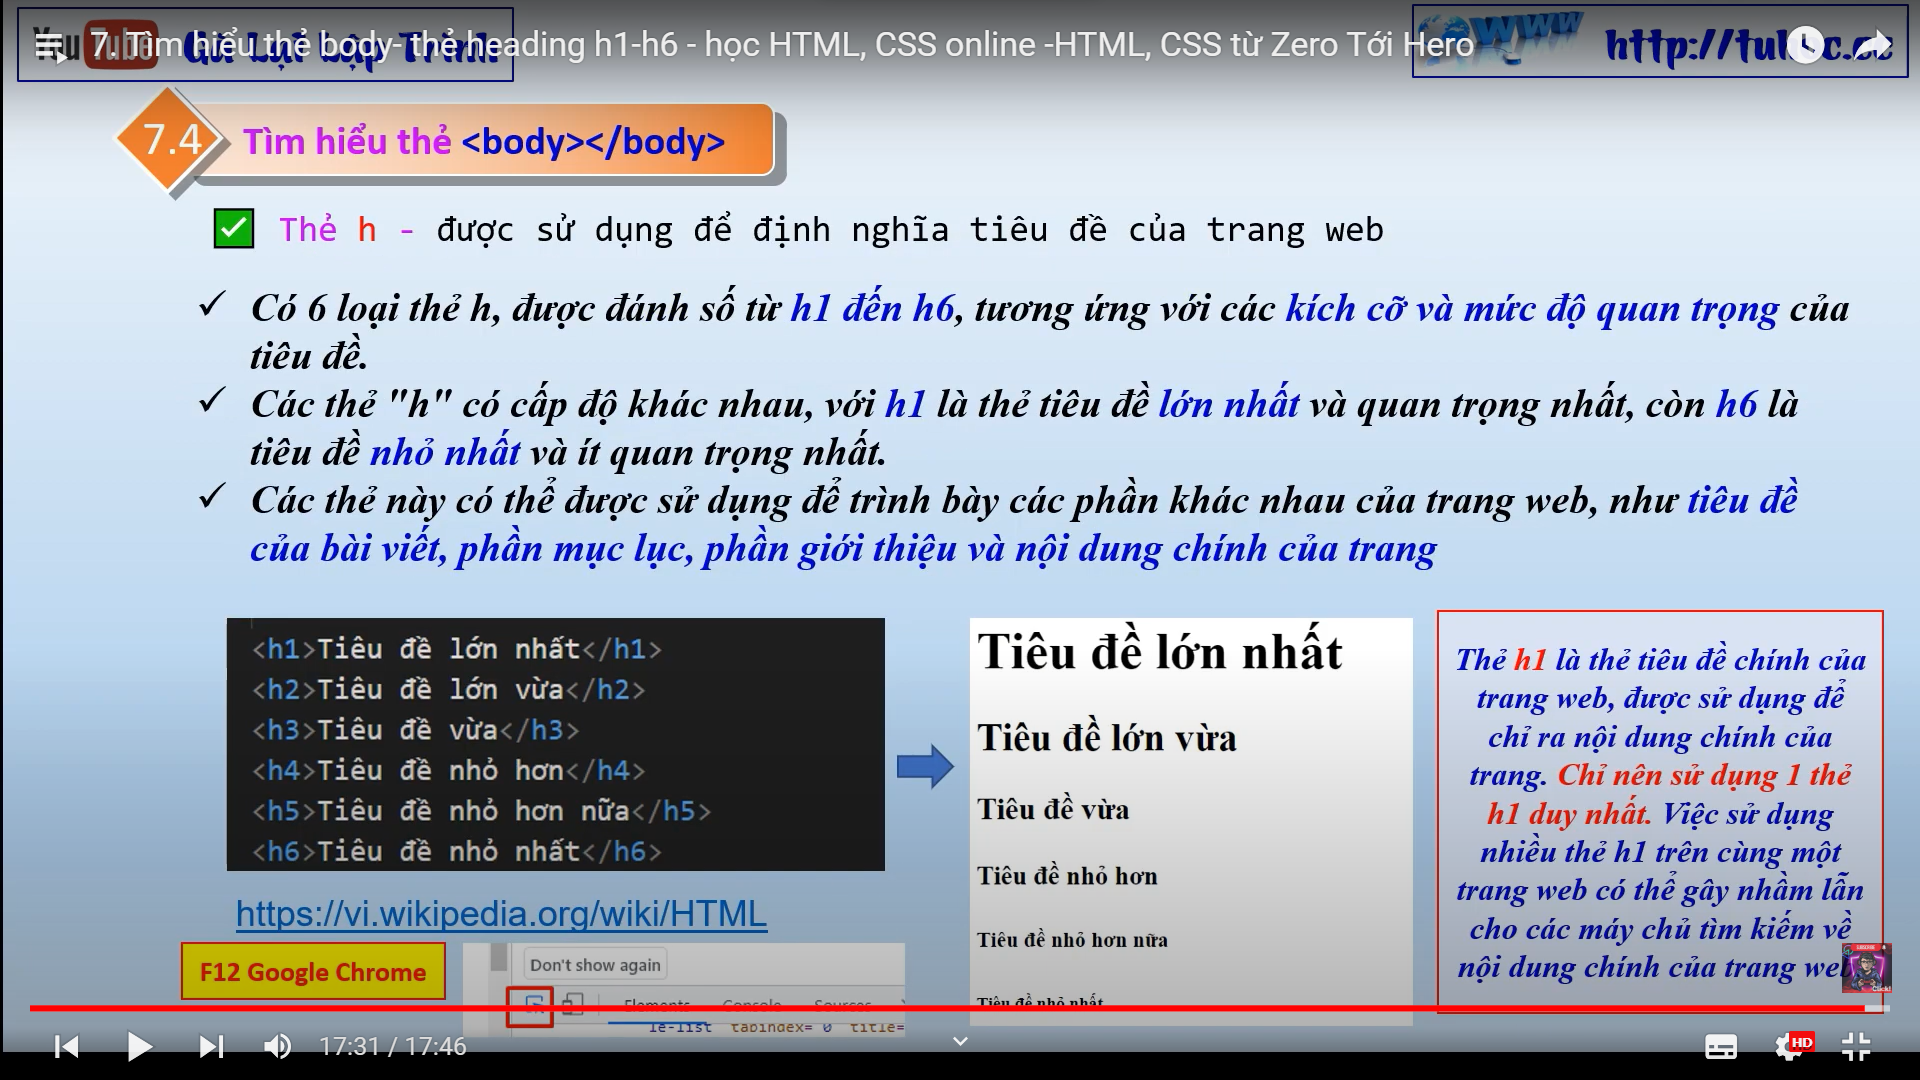 7. Tìm hiểu thẻ body- thẻ heading h1-h6 - học HTML, CSS online -HTML, CSS từ Zero Tới Hero
YouTube
WWW
7.4
Tìm hiểu thẻ <body></body>
Thẻ h - được sử dụng để định nghĩa tiêu đề của trang web
Có 6 loại thẻ h, được đánh số từ h1 đến h6, tương ứng với các kích cỡ và mức độ quan trọng của
tiêu đề.
Các thẻ "h" có cấp độ khác nhau, với h1 là thẻ tiêu đề lớn nhất và quan trọng nhất, còn h6 là
tiêu đề nhỏ nhất và ít quan trọng nhất.
Các thẻ này có thể được sử dụng để trình bày các phần khác nhau của trang web, như tiêu đề
của bài viết, phần mục lục, phần giới thiệu và nội dung chính của trang
<h1>Tiêu đề lớn nhất</h1>
<h2>Tiêu đề lớn vừa</h2>
<h3>Tiêu đề vừa</h3>
<h4>Tiêu đề nhỏ hơn</h4>
<h5>Tiêu đề nhỏ hơn nữa</h5>
<h6>Tiêu đề nhỏ nhất</h6>
Tiêu đề lớn nhất
Tiêu đề lớn vừa
Tiêu đề vừa
Tiêu đề nhỏ hơn
Tiêu đề nhỏ hơn nữa
Tiêu đề nhỏ nhất
Thẻ h1 là thẻ tiêu đề chính của
trang web, được sử dụng để
chỉ ra nội dung chính của
trang. Chỉ nên sử dụng 1 thẻ
h1 duy nhất. Việc sử dụng
nhiều thẻ h1 trên cùng một
trang web có thể gây nhầm lẫn
cho các máy chủ tìm kiếm về
nội dung chính của trang web
https://vi.wikipedia.org/wiki/HTML
F12 Google Chrome
Don't show again
Elements Console Sources
le-list tabindex= 0 title=
17:31 / 17:46
HD